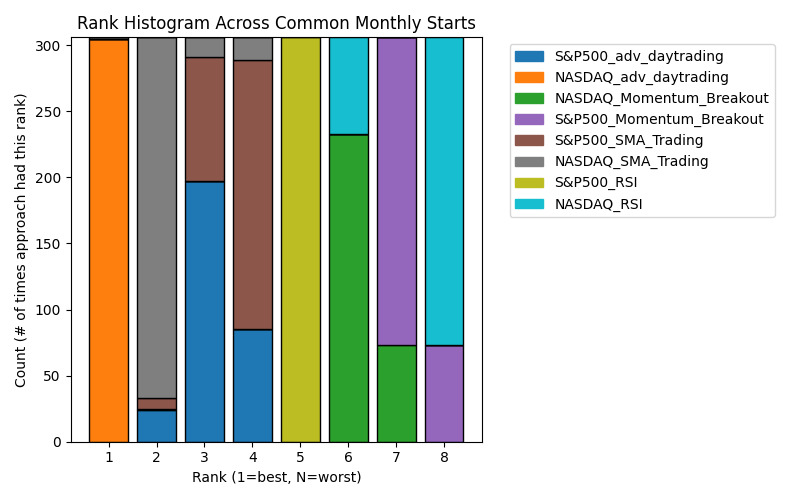 Rank Histogram Across Common Monthly Starts
Count (# of times approach had this rank)
300
250
200
150
100
50
0
1 2 3 4 5 6 7 8
Rank (1=best, N=worst)
S&P500_adv_daytrading
NASDAQ_adv_daytrading
NASDAQ_Momentum_Breakout
S&P500_Momentum_Breakout
S&P500_SMA_Trading
NASDAQ_SMA_Trading
S&P500_RSI
NASDAQ_RSI